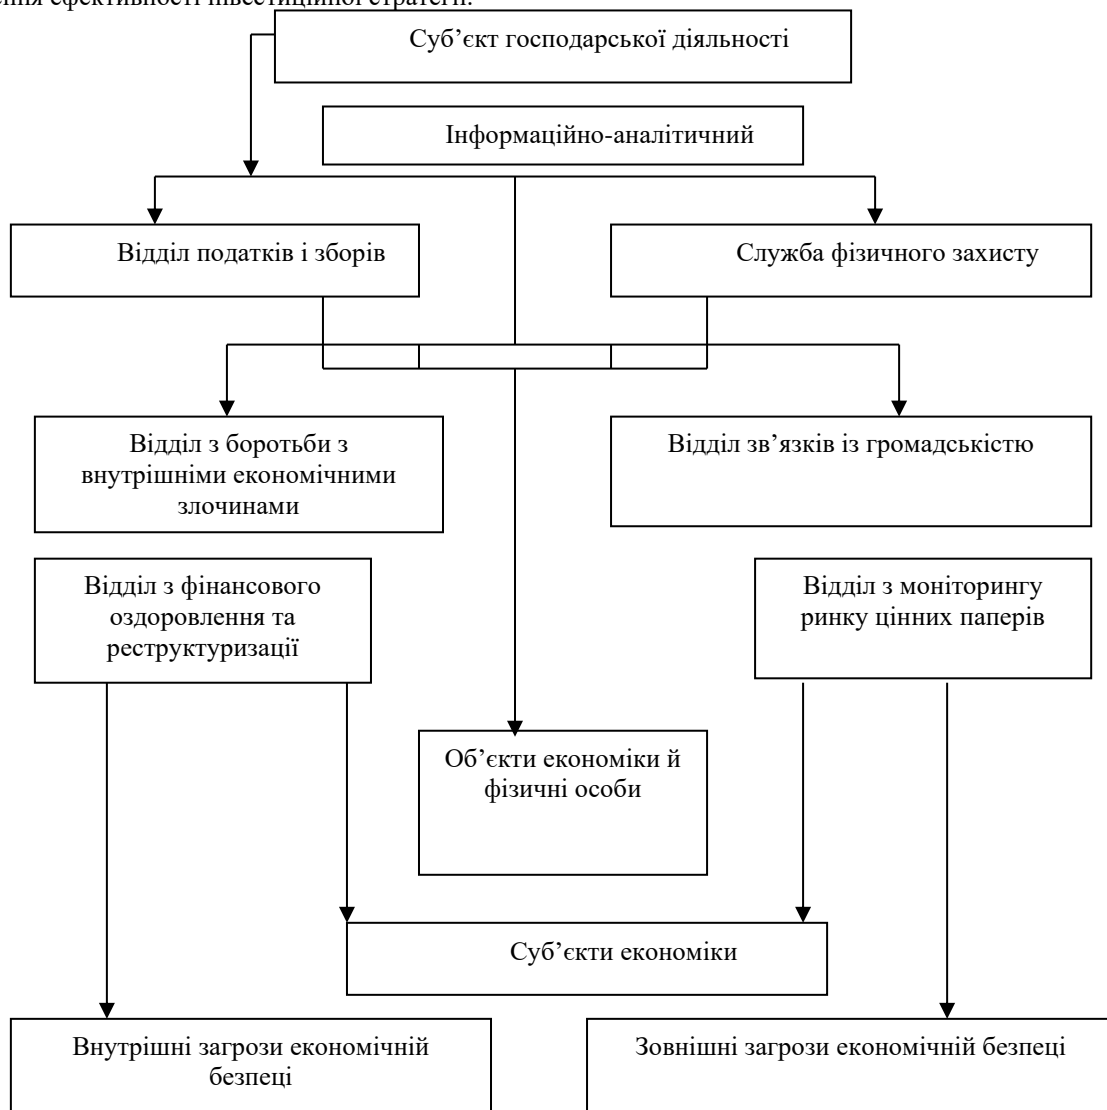 ефективності інвестиційної стратегії.
Суб’єкт господарської діяльності
Інформаційно-аналітичний
Відділ податків і зборів
Служба фізичного захисту
Відділ з боротьби з
внутрішніми економічними
злочинами
Відділ зв’язків із громадськістю
Відділ з фінансового
оздоровлення та
реструктуризації
Відділ з моніторингу
ринку цінних паперів
Об’єкти економіки й
фізичні особи
Суб’єкти економіки
Внутрішні загрози економічній
безпеці
Зовнішні загрози економічній безпеці